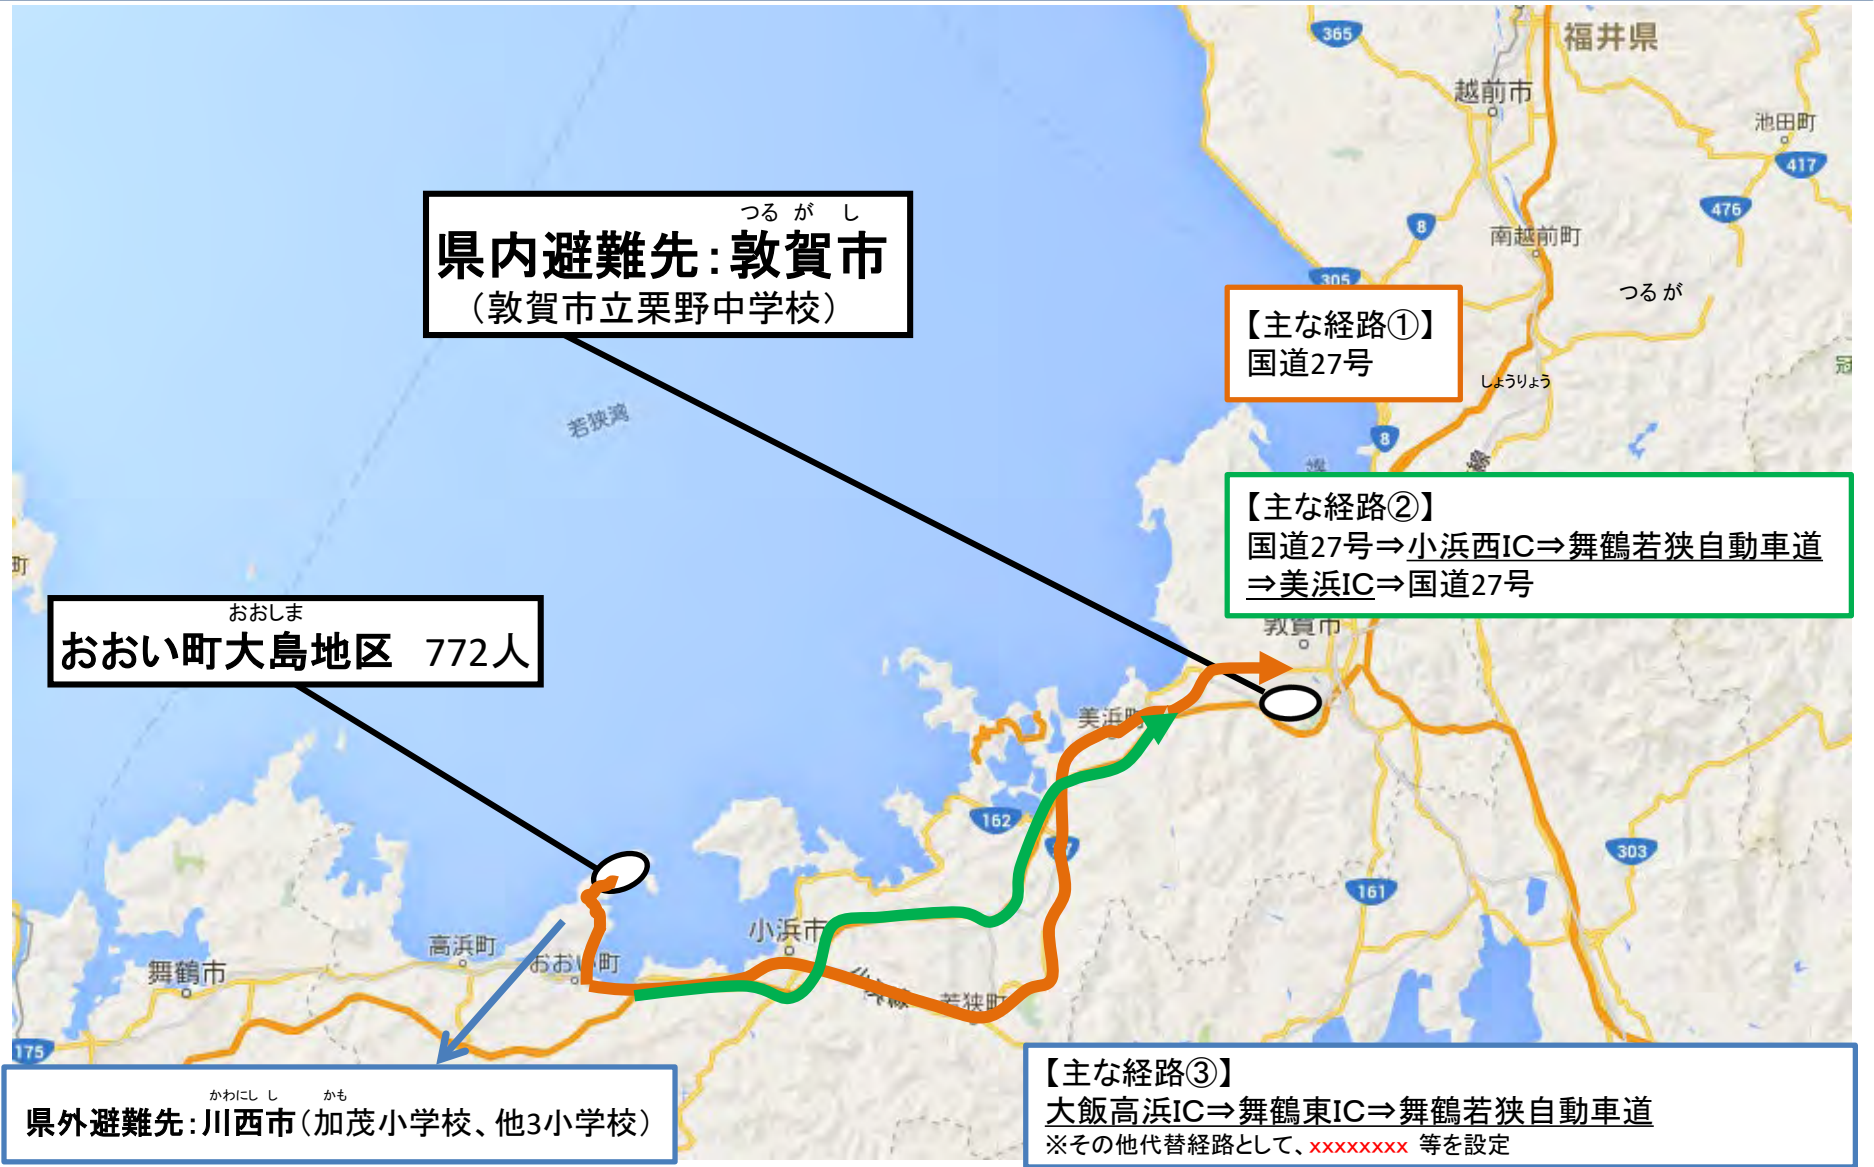 365
福井県
越前市
池田町
417
476
8
南越前町
305
つるが
つる が し
県内避難先:敦賀市
(敦賀市立栗野中学校)
【主な経路①】
国道27号
しょうりょう
若狭湾
8
【主な経路②】
国道27号⇒小浜西IC⇒舞鶴若狭自動車道
⇒美浜IC⇒国道27号
町
おおしま
おおい町大島地区 772人
敦賀市
美浜町
162
303
161
小浜市
高浜町
おおい町
舞鶴市
若狭町
175
かわにし し かも
県外避難先:川西市(加茂小学校、他3小学校)
【主な経路③】
大飯高浜IC⇒舞鶴東IC⇒舞鶴若狭自動車道
※その他代替経路として、xxxxxxxx 等を設定